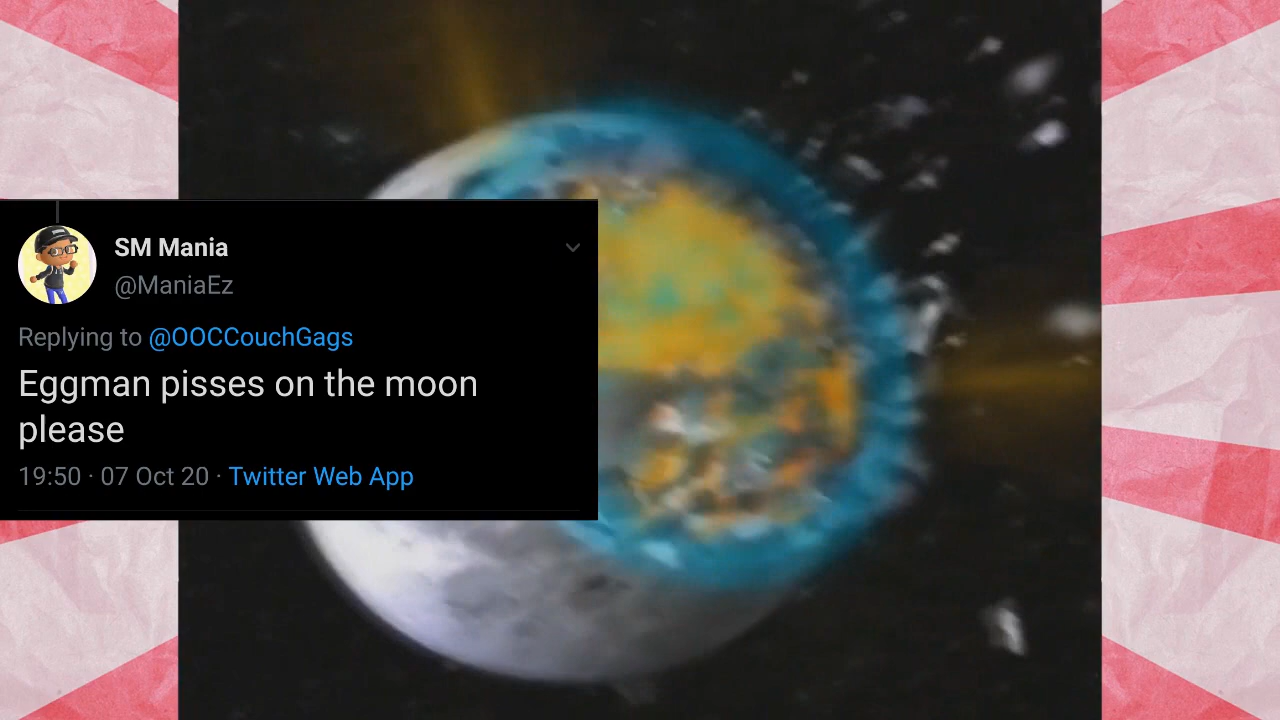 SM Mania
@ManiaEz
Replying to @OOCCouchGags
Eggman pisses on the moon
please
19:50 · 07 Oct 20 · Twitter Web App